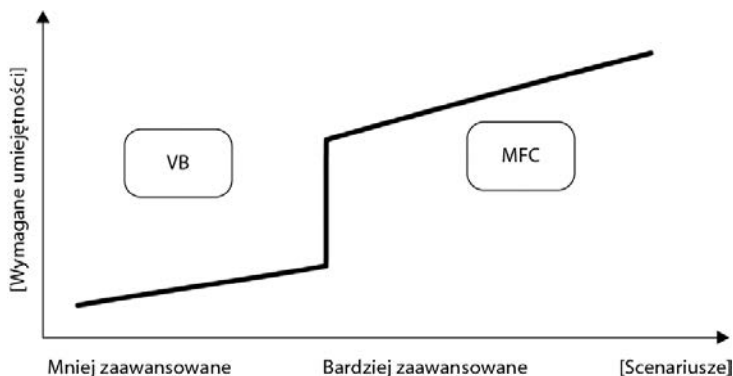 [Wymagane umiejętności]
VB
MFC
Mniej zaawansowane
Bardziej zaawansowane
[Scenariusze]